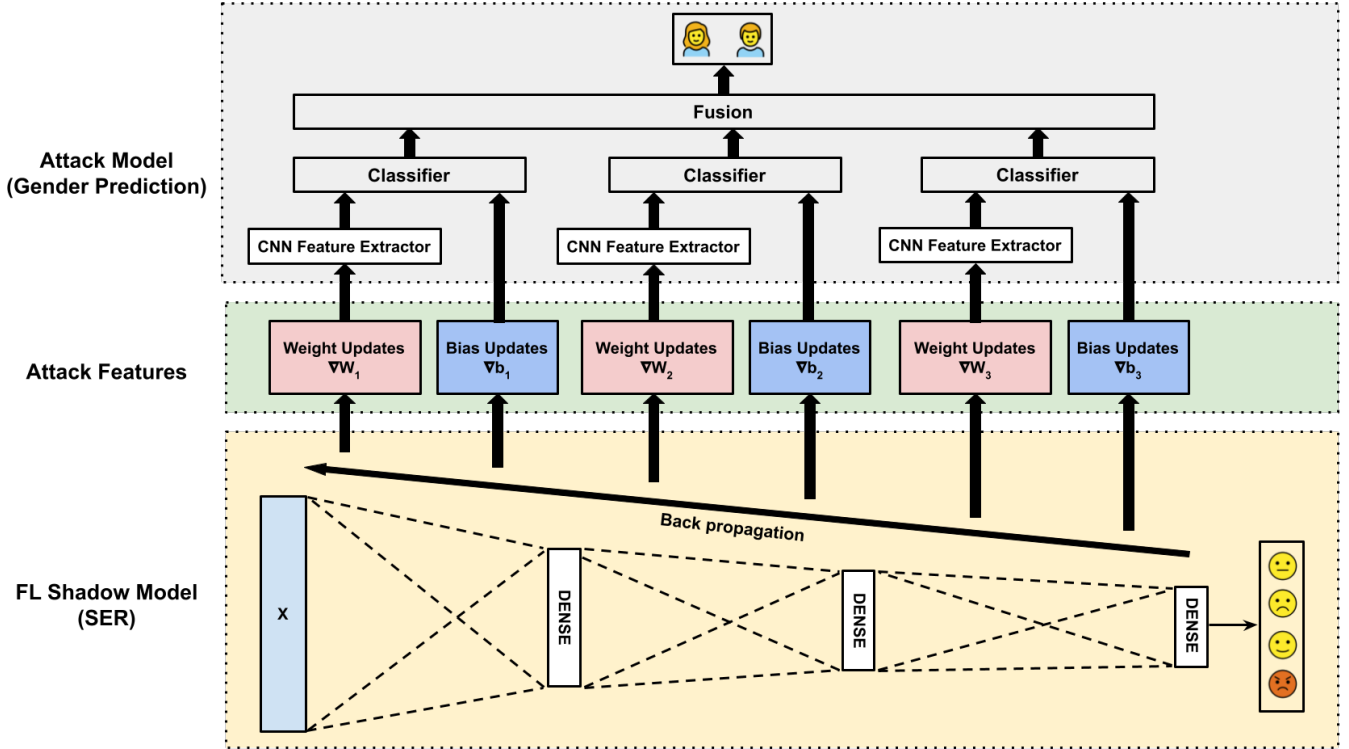 Fusion
Attack Model
(Gender Prediction)
Classifier
Classifier
Classifier
CNN Feature Extractor
CNN Feature Extractor
CNN Feature Extractor
Attack Features
Weight Updates
∇W₁
Bias Updates
∇b₁
Weight Updates
∇W₂
Bias Updates
∇b₂
Weight Updates
∇W₃
Bias Updates
∇b₃
Back propagation
FL Shadow Model
(SER)
X
DENSE
DENSE
DENSE